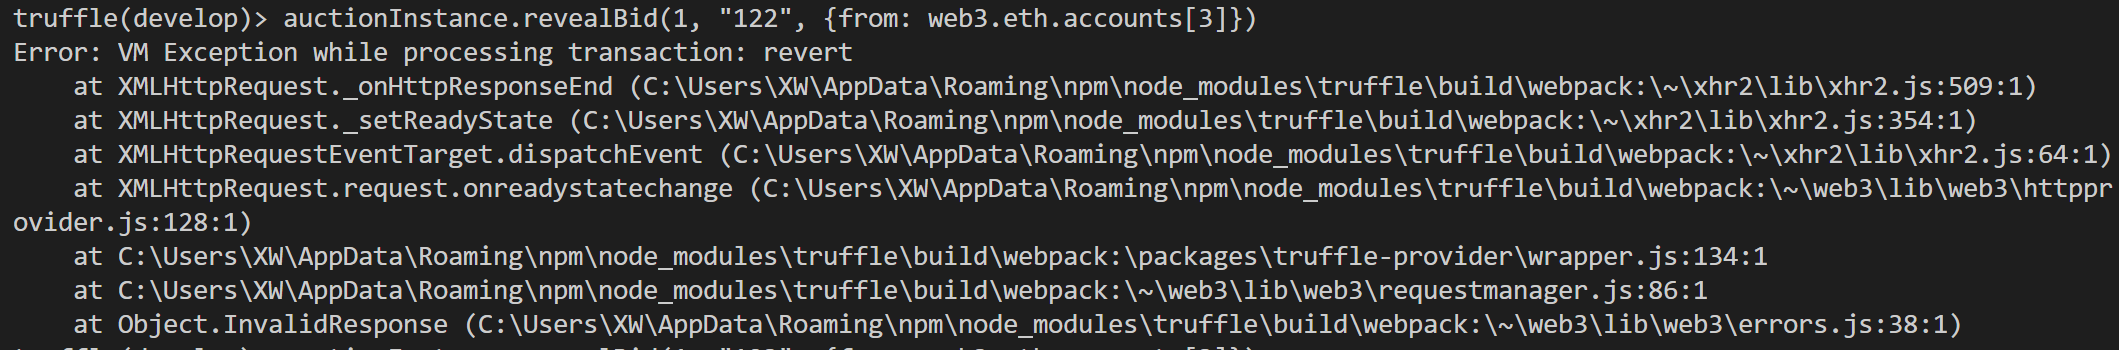 truffle(develop)> auctionInstance.revealBid(1, "122", {from: web3.eth.accounts[3]})
Error: VM Exception while processing transaction: revert
    at XMLHttpRequest._onHttpResponseEnd (C:\Users\XW\AppData\Roaming\npm\node_modules\truffle\build\webpack:\~\xhr2\lib\xhr2.js:509:1)
    at XMLHttpRequest._setReadyState (C:\Users\XW\AppData\Roaming\npm\node_modules\truffle\build\webpack:\~\xhr2\lib\xhr2.js:354:1)
    at XMLHttpRequestEventTarget.dispatchEvent (C:\Users\XW\AppData\Roaming\npm\node_modules\truffle\build\webpack:\~\xhr2\lib\xhr2.js:64:1)
    at XMLHttpRequest.request.onreadystatechange (C:\Users\XW\AppData\Roaming\npm\node_modules\truffle\build\webpack:\~\web3\lib\web3\httppr
ovider.js:128:1)
    at C:\Users\XW\AppData\Roaming\npm\node_modules\truffle\build\webpack:\packages\truffle-provider\wrapper.js:134:1
    at C:\Users\XW\AppData\Roaming\npm\node_modules\truffle\build\webpack:\~\web3\lib\web3\requestmanager.js:86:1
    at Object.InvalidResponse (C:\Users\XW\AppData\Roaming\npm\node_modules\truffle\build\webpack:\~\web3\lib\web3\errors.js:38:1)